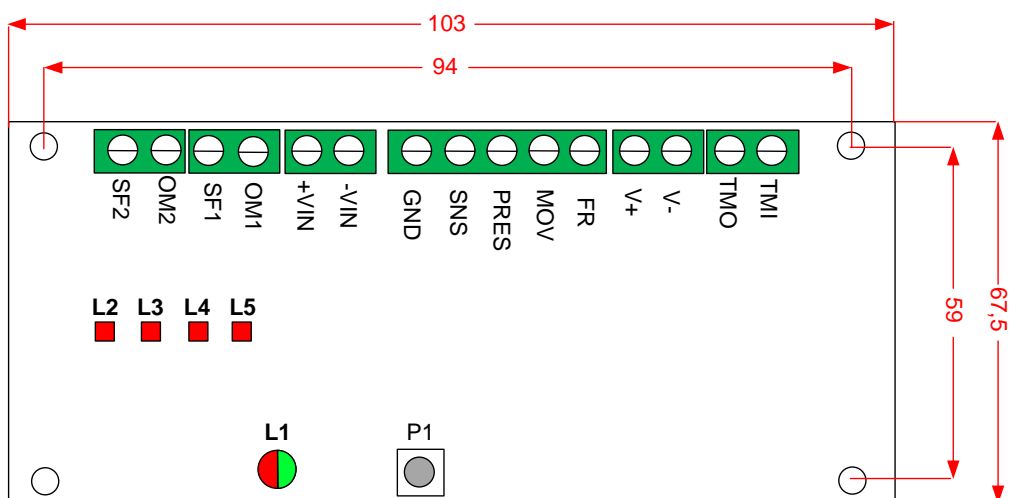 103
94
SF2 OM2 SF1 OM1 +VIN -VIN GND SNS PRES MOV FR V+ V- TMO TMI
59
67,5
L2 L3 L4 L5
L1 P1